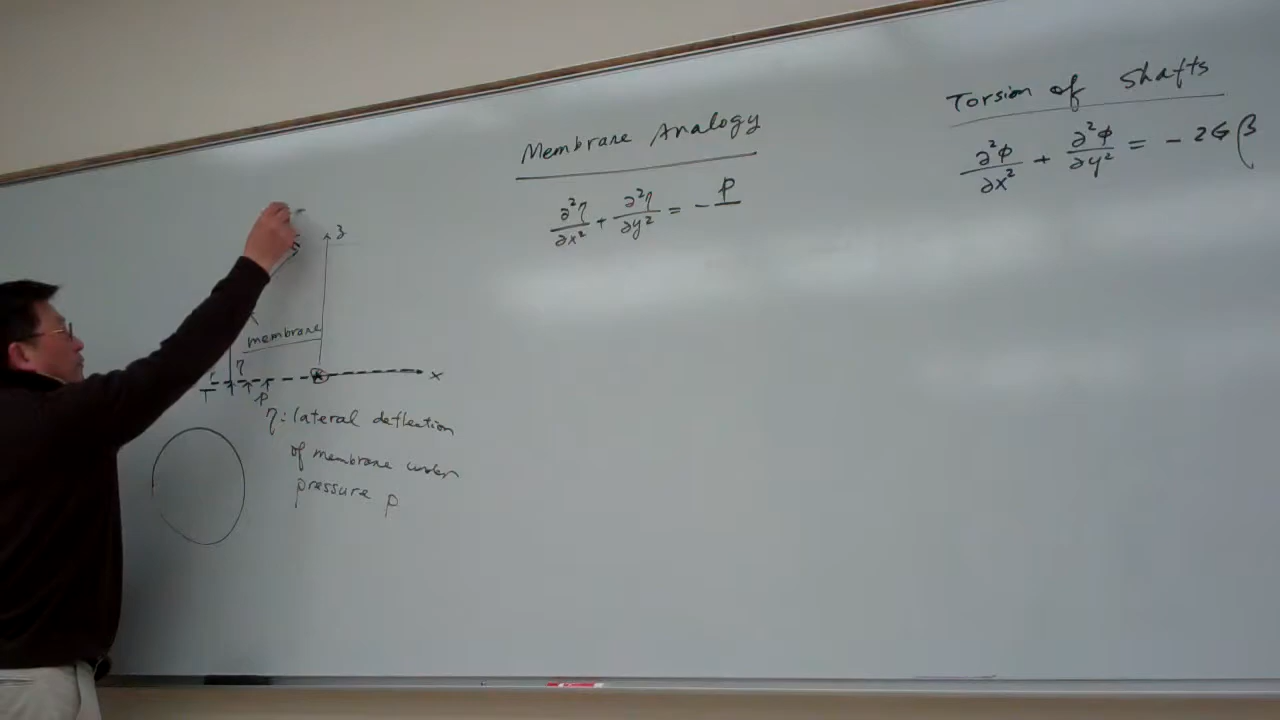 Torsion of Shafts
∂²φ/∂x² + ∂²φ/∂y² = - 2Gβ
Membrane Analogy
∂²η/∂x² + ∂²η/∂y² = - p
z
membrane
η
x
T
p
η: lateral deflection
of membrane under
pressure p